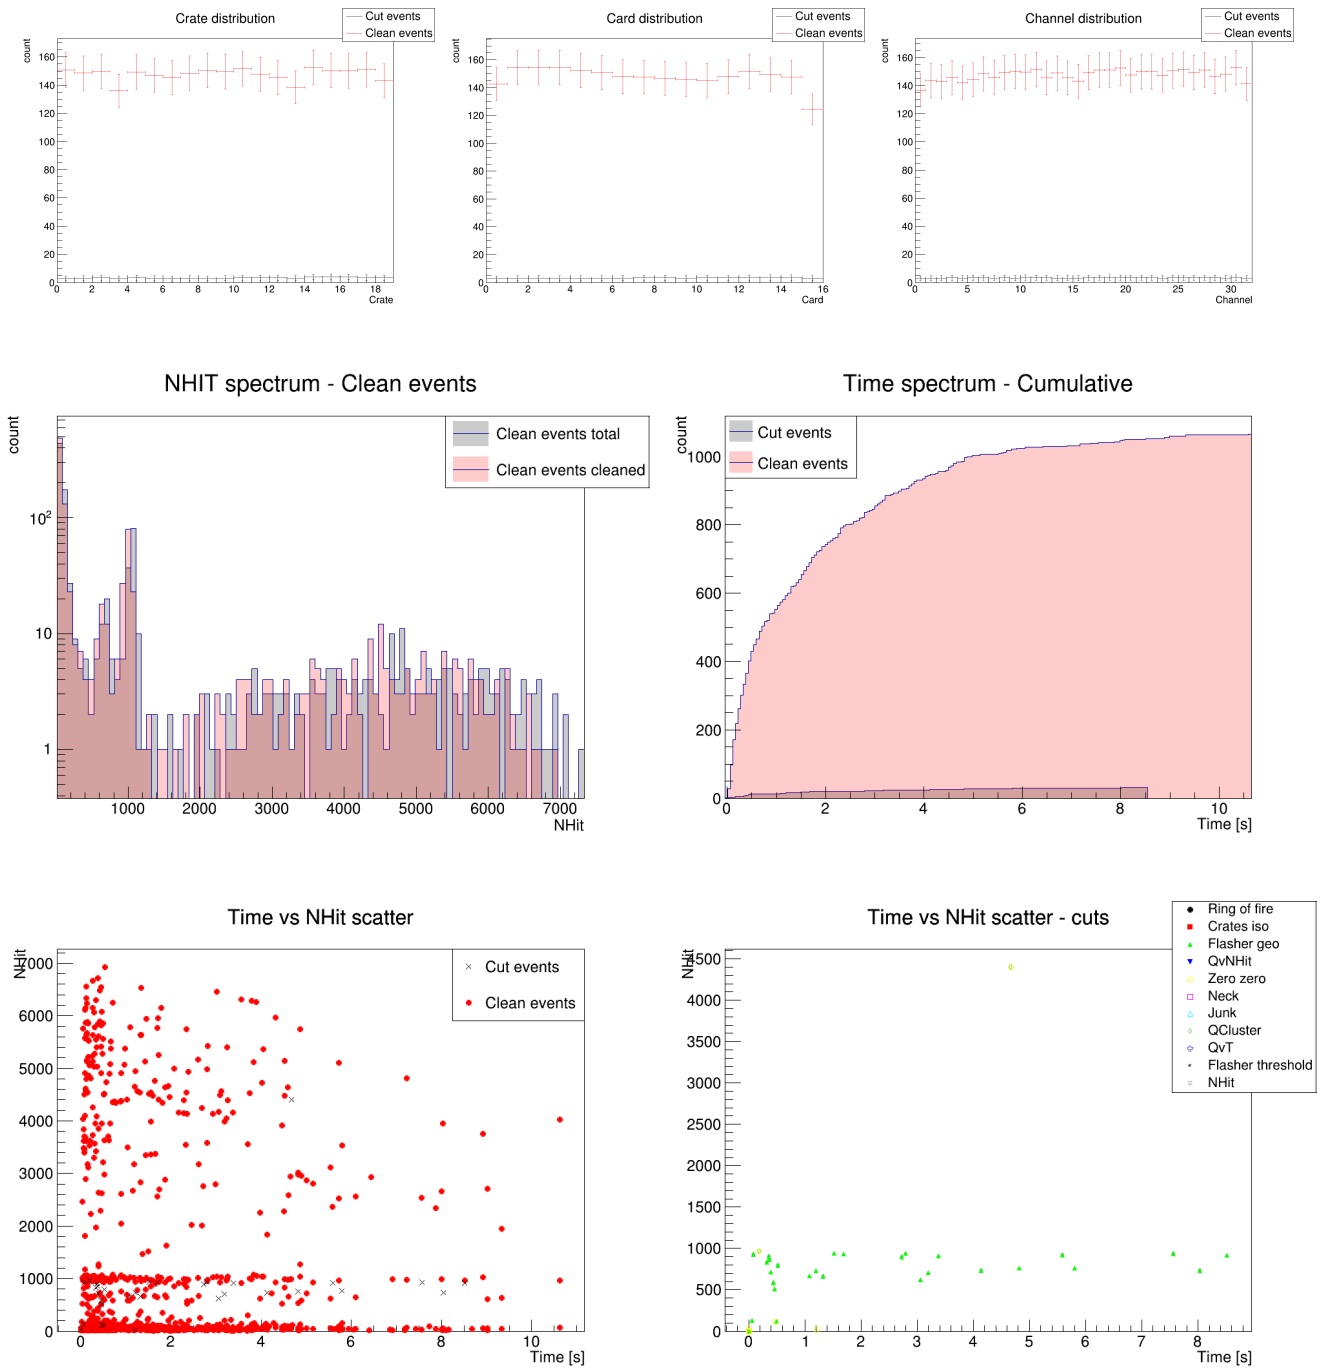 Crate distribution
Cut events
Clean events
count
160
140
120
100
80
60
40
20
0
0 2 4 6 8 10 12 14 16 18
Crate
Card distribution
Cut events
Clean events
count
160
140
120
100
80
60
40
20
0
0 2 4 6 8 10 12 14 16
Card
Channel distribution
Cut events
Clean events
count
160
140
120
100
80
60
40
20
0
0 5 10 15 20 25 30
Channel
NHIT spectrum - Clean events
Clean events total
Clean events cleaned
count
10²
10
1
1000 2000 3000 4000 5000 6000 7000
NHit
Time spectrum - Cumulative
Cut events
Clean events
count
1000
800
600
400
200
0
0 2 4 6 8 10
Time [s]
Time vs NHit scatter
Cut events
Clean events
NHit
7000
6000
5000
4000
3000
2000
1000
0
0 2 4 6 8 10
Time [s]
Time vs NHit scatter - cuts
Ring of fire
Crates iso
Flasher geo
QvNHit
Zero zero
Neck
Junk
QCluster
QvT
Flasher threshold
NHit
NHit
4500
4000
3500
3000
2500
2000
1500
1000
500
0
0 1 2 3 4 5 6 7 8
Time [s]